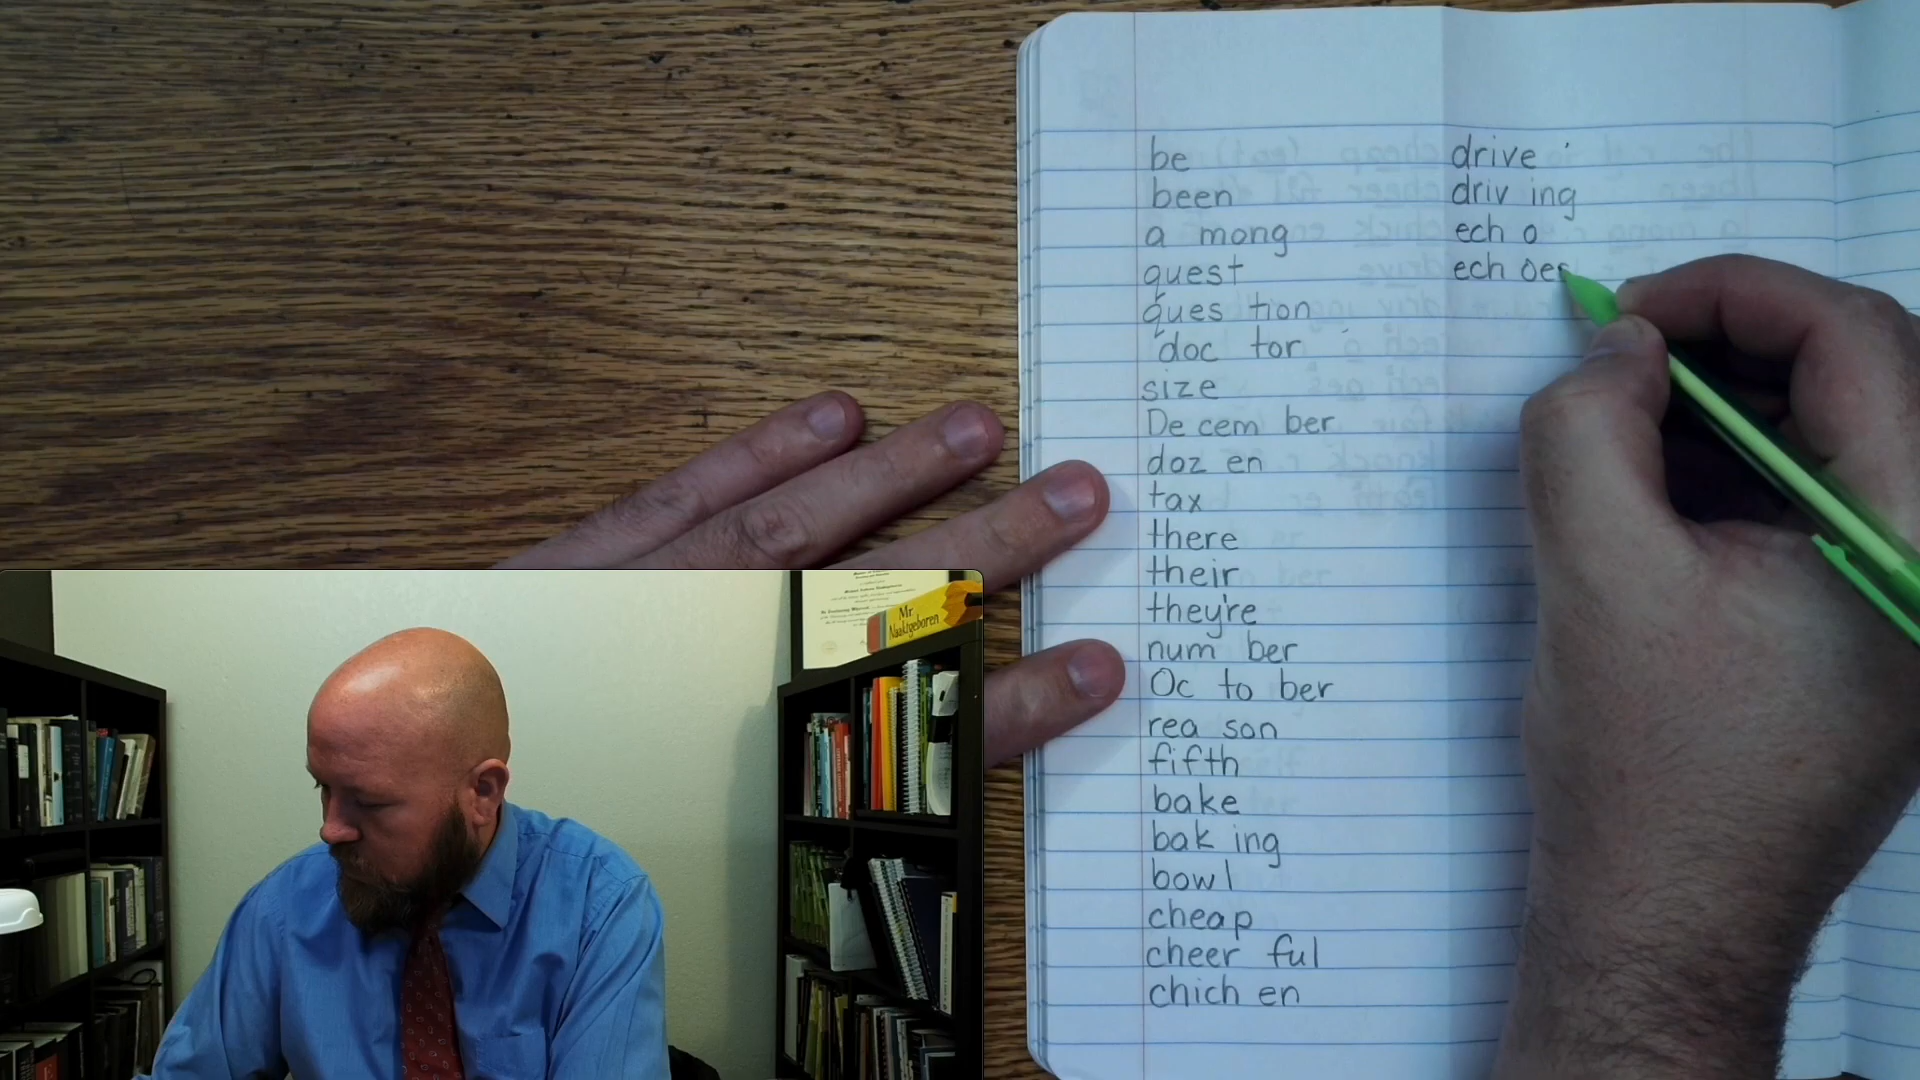 be
been
a mong
quest
ques tion
doc tor
size
De cem ber
doz en
tax
there
their
they're
num ber
Oc to ber
rea son
fifth
bake
bak ing
bowl
cheap
cheer ful
chich en
drive
driv ing
ech o
ech oes
Mr
Naaktgeboren